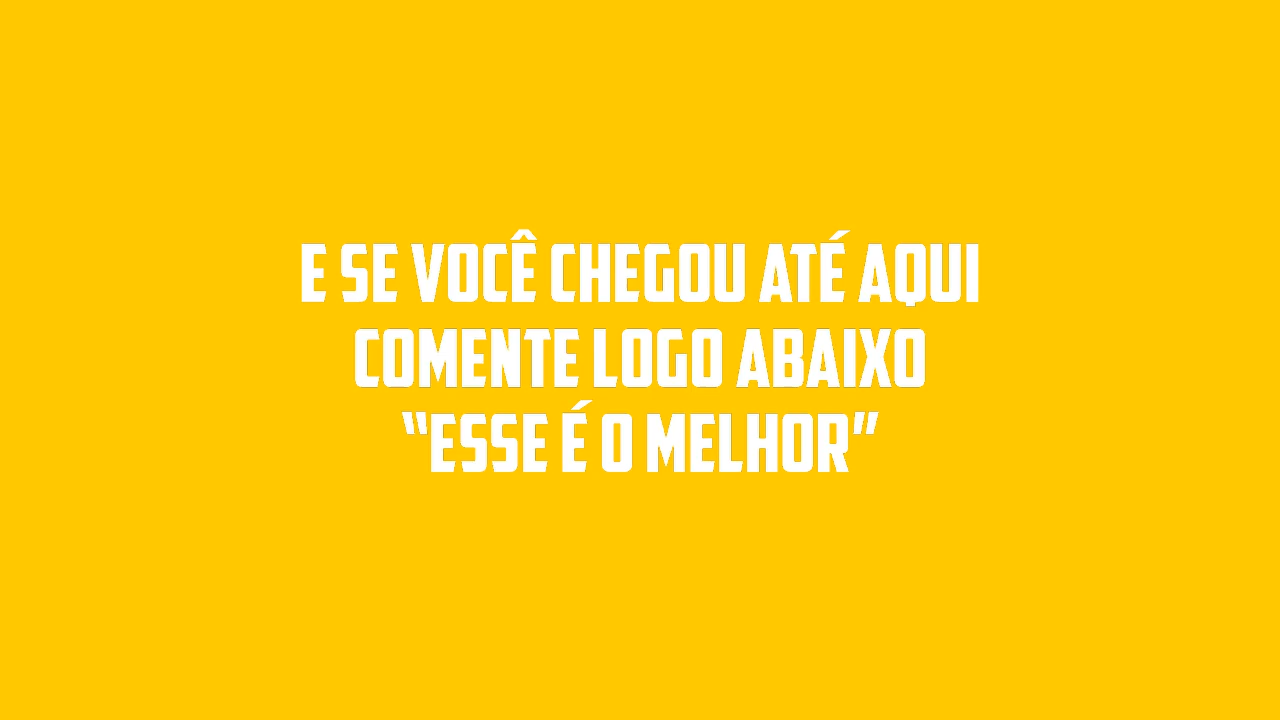 E SE VOCÊ CHEGOU ATÉ AQUI
COMENTE LOGO ABAIXO
“ESSE É O MELHOR”